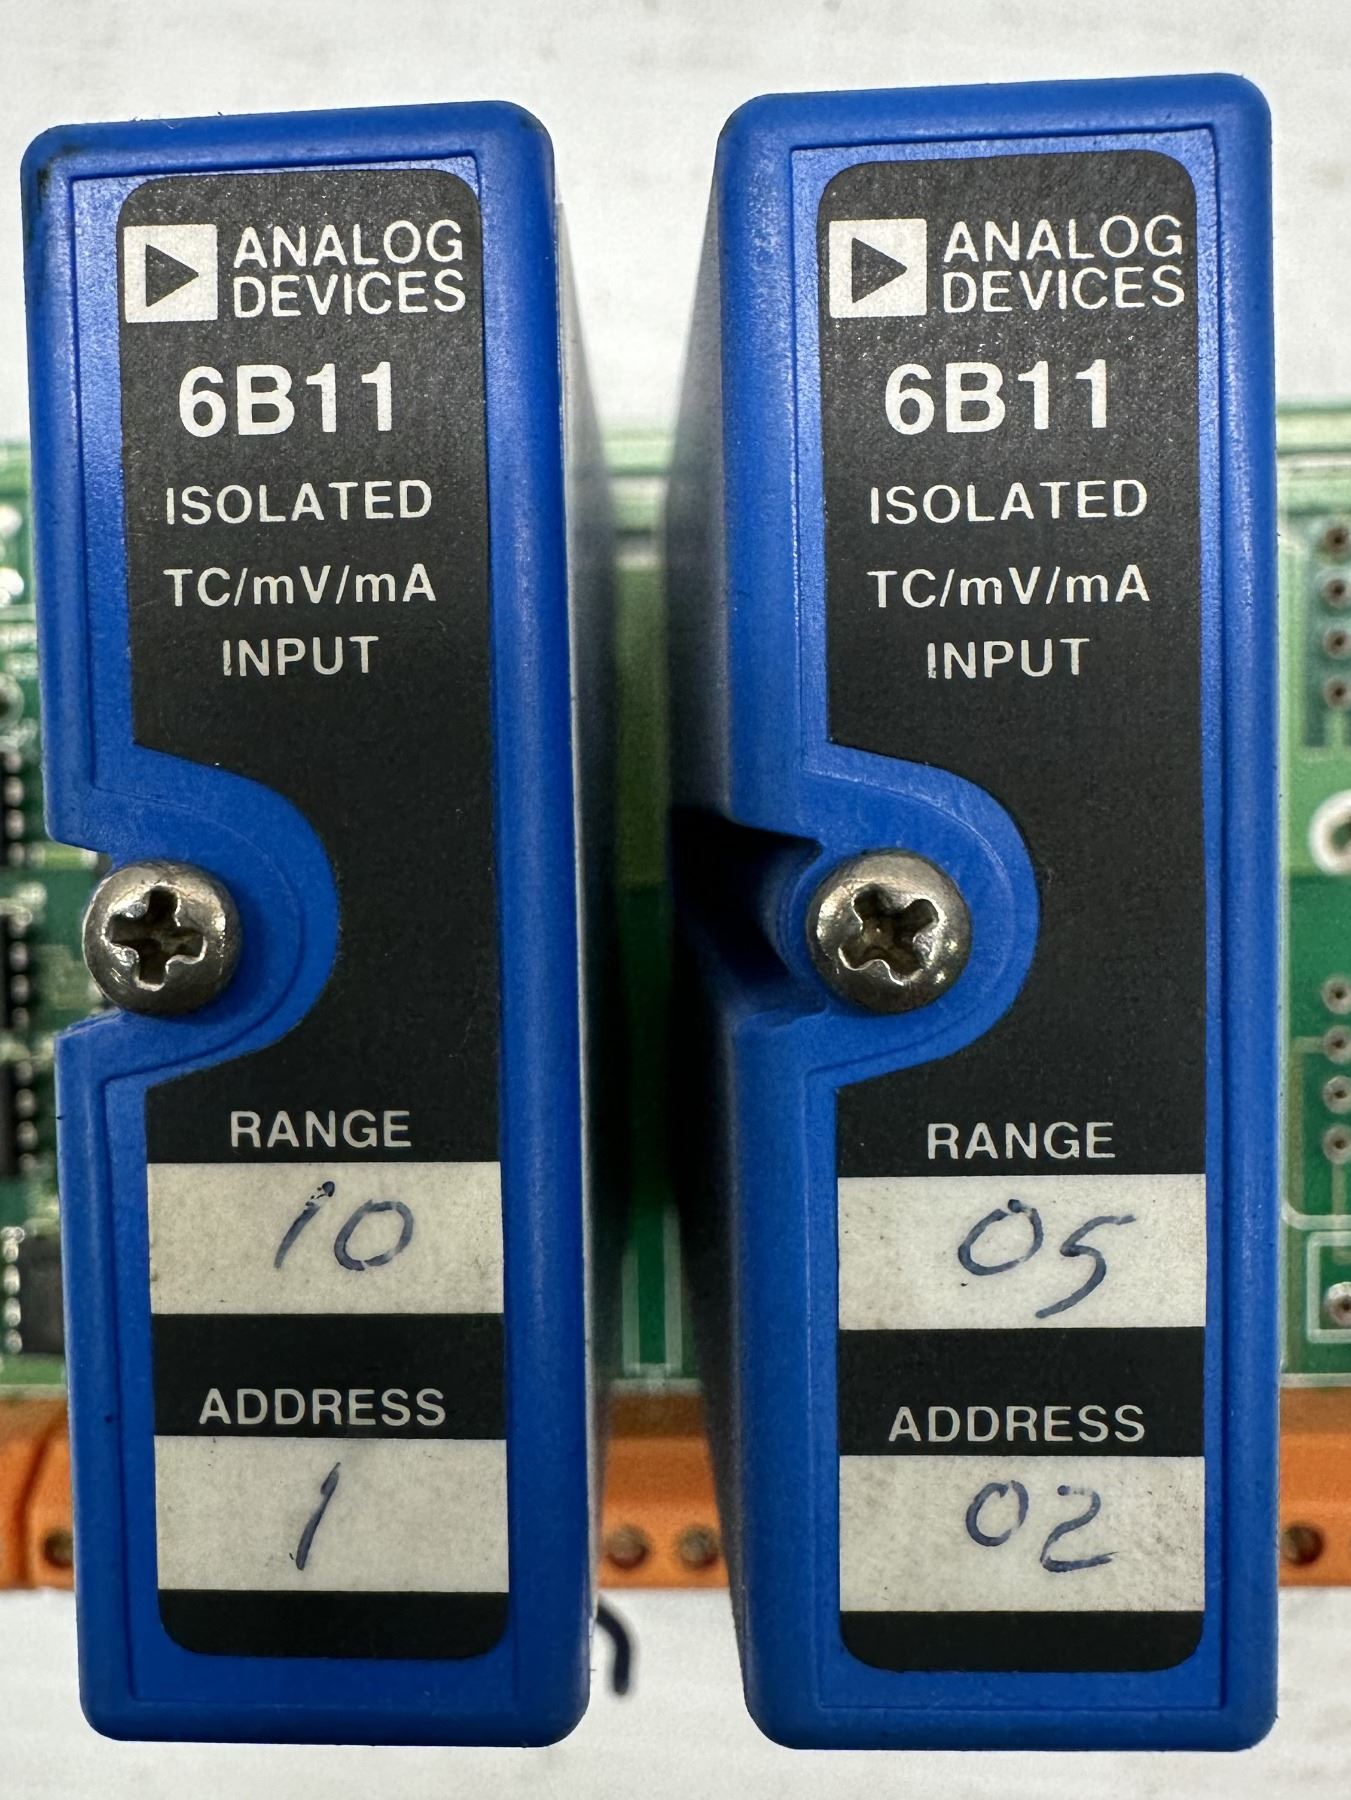 ANALOG
DEVICES
6B11
ISOLATED
TC/mV/mA
INPUT
RANGE
10
ADDRESS
1
ANALOG
DEVICES
6B11
ISOLATED
TC/mV/mA
INPUT
RANGE
05
ADDRESS
02